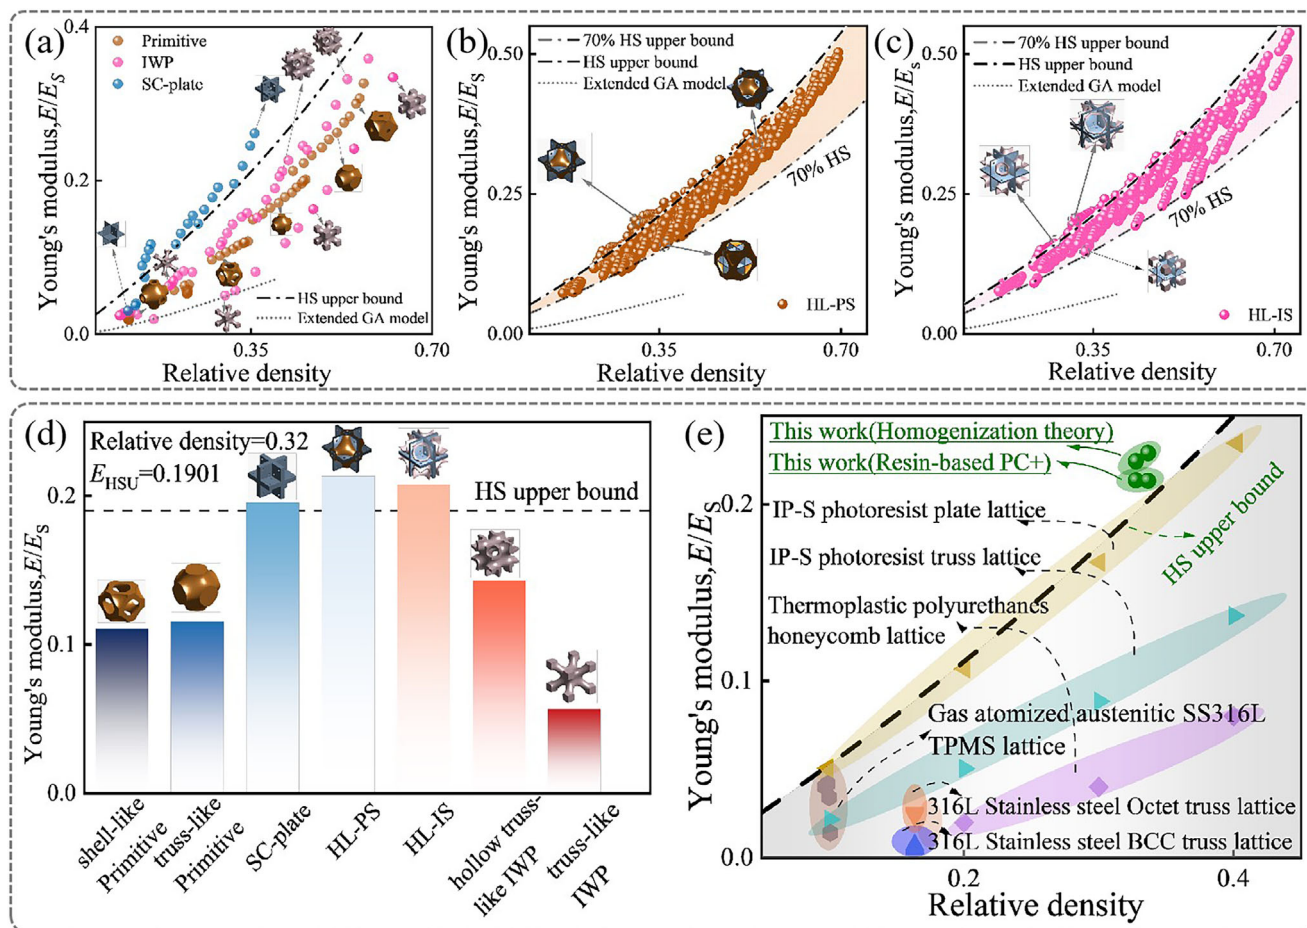 (a)
0.4
0.2
0.0
Young's modulus,E/ES
Primitive
IWP
SC-plate
HS upper bound
Extended GA model
0.35
0.70
Relative density
(b)
0.50
0.25
0.00
Young's modulus,E/Es
70% HS upper bound
HS upper bound
Extended GA model
70% HS
HL-PS
0.35
0.70
Relative density
(c)
0.50
0.25
0.00
Young's modulus,E/Es
70% HS upper bound
HS upper bound
Extended GA model
70% HS
HL-IS
0.35
0.70
Relative density
(d)
Relative density=0.32
EHSU=0.1901
HS upper bound
0.2
0.1
0.0
Young's modulus,E/ES
shell-like
Primitive
truss-like
Primitive
SC-plate
HL-PS
HL-IS
hollow truss-
like IWP
truss-like
IWP
(e)
This work(Homogenization theory)
This work(Resin-based PC+)
IP-S photoresist plate lattice
IP-S photoresist truss lattice
Thermoplastic polyurethancs
honeycomb lattice
HS upper bound
Gas atomized austenitic SS316L
TPMS lattice
316L Stainless steel Octet truss lattice
316L Stainless steel BCC truss lattice
0.2
0.1
0.0
Young's modulus,E/ES
0.2
0.4
Relative density